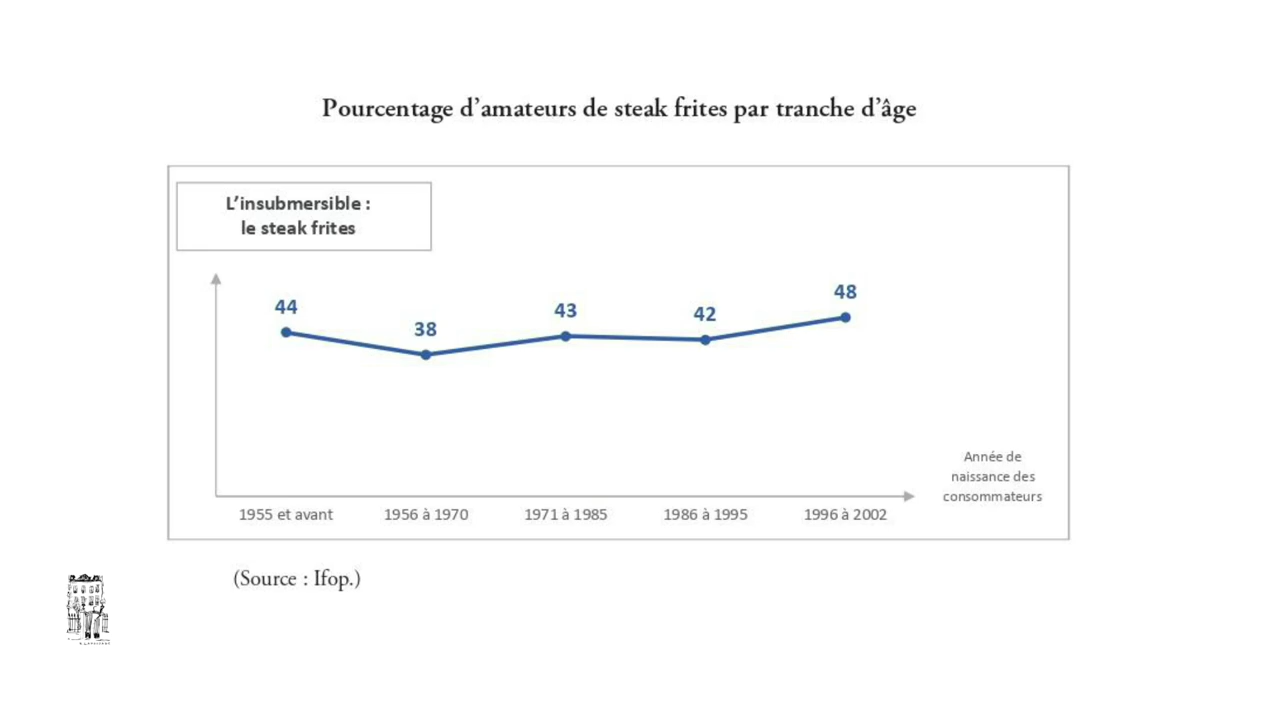 Pourcentage d’amateurs de steak frites par tranche d’âge
L’insubmersible :
le steak frites
44
38
43
42
48
Année de
naissance des
consommateurs
1955 et avant
1956 à 1970
1971 à 1985
1986 à 1995
1996 à 2002
(Source : Ifop.)